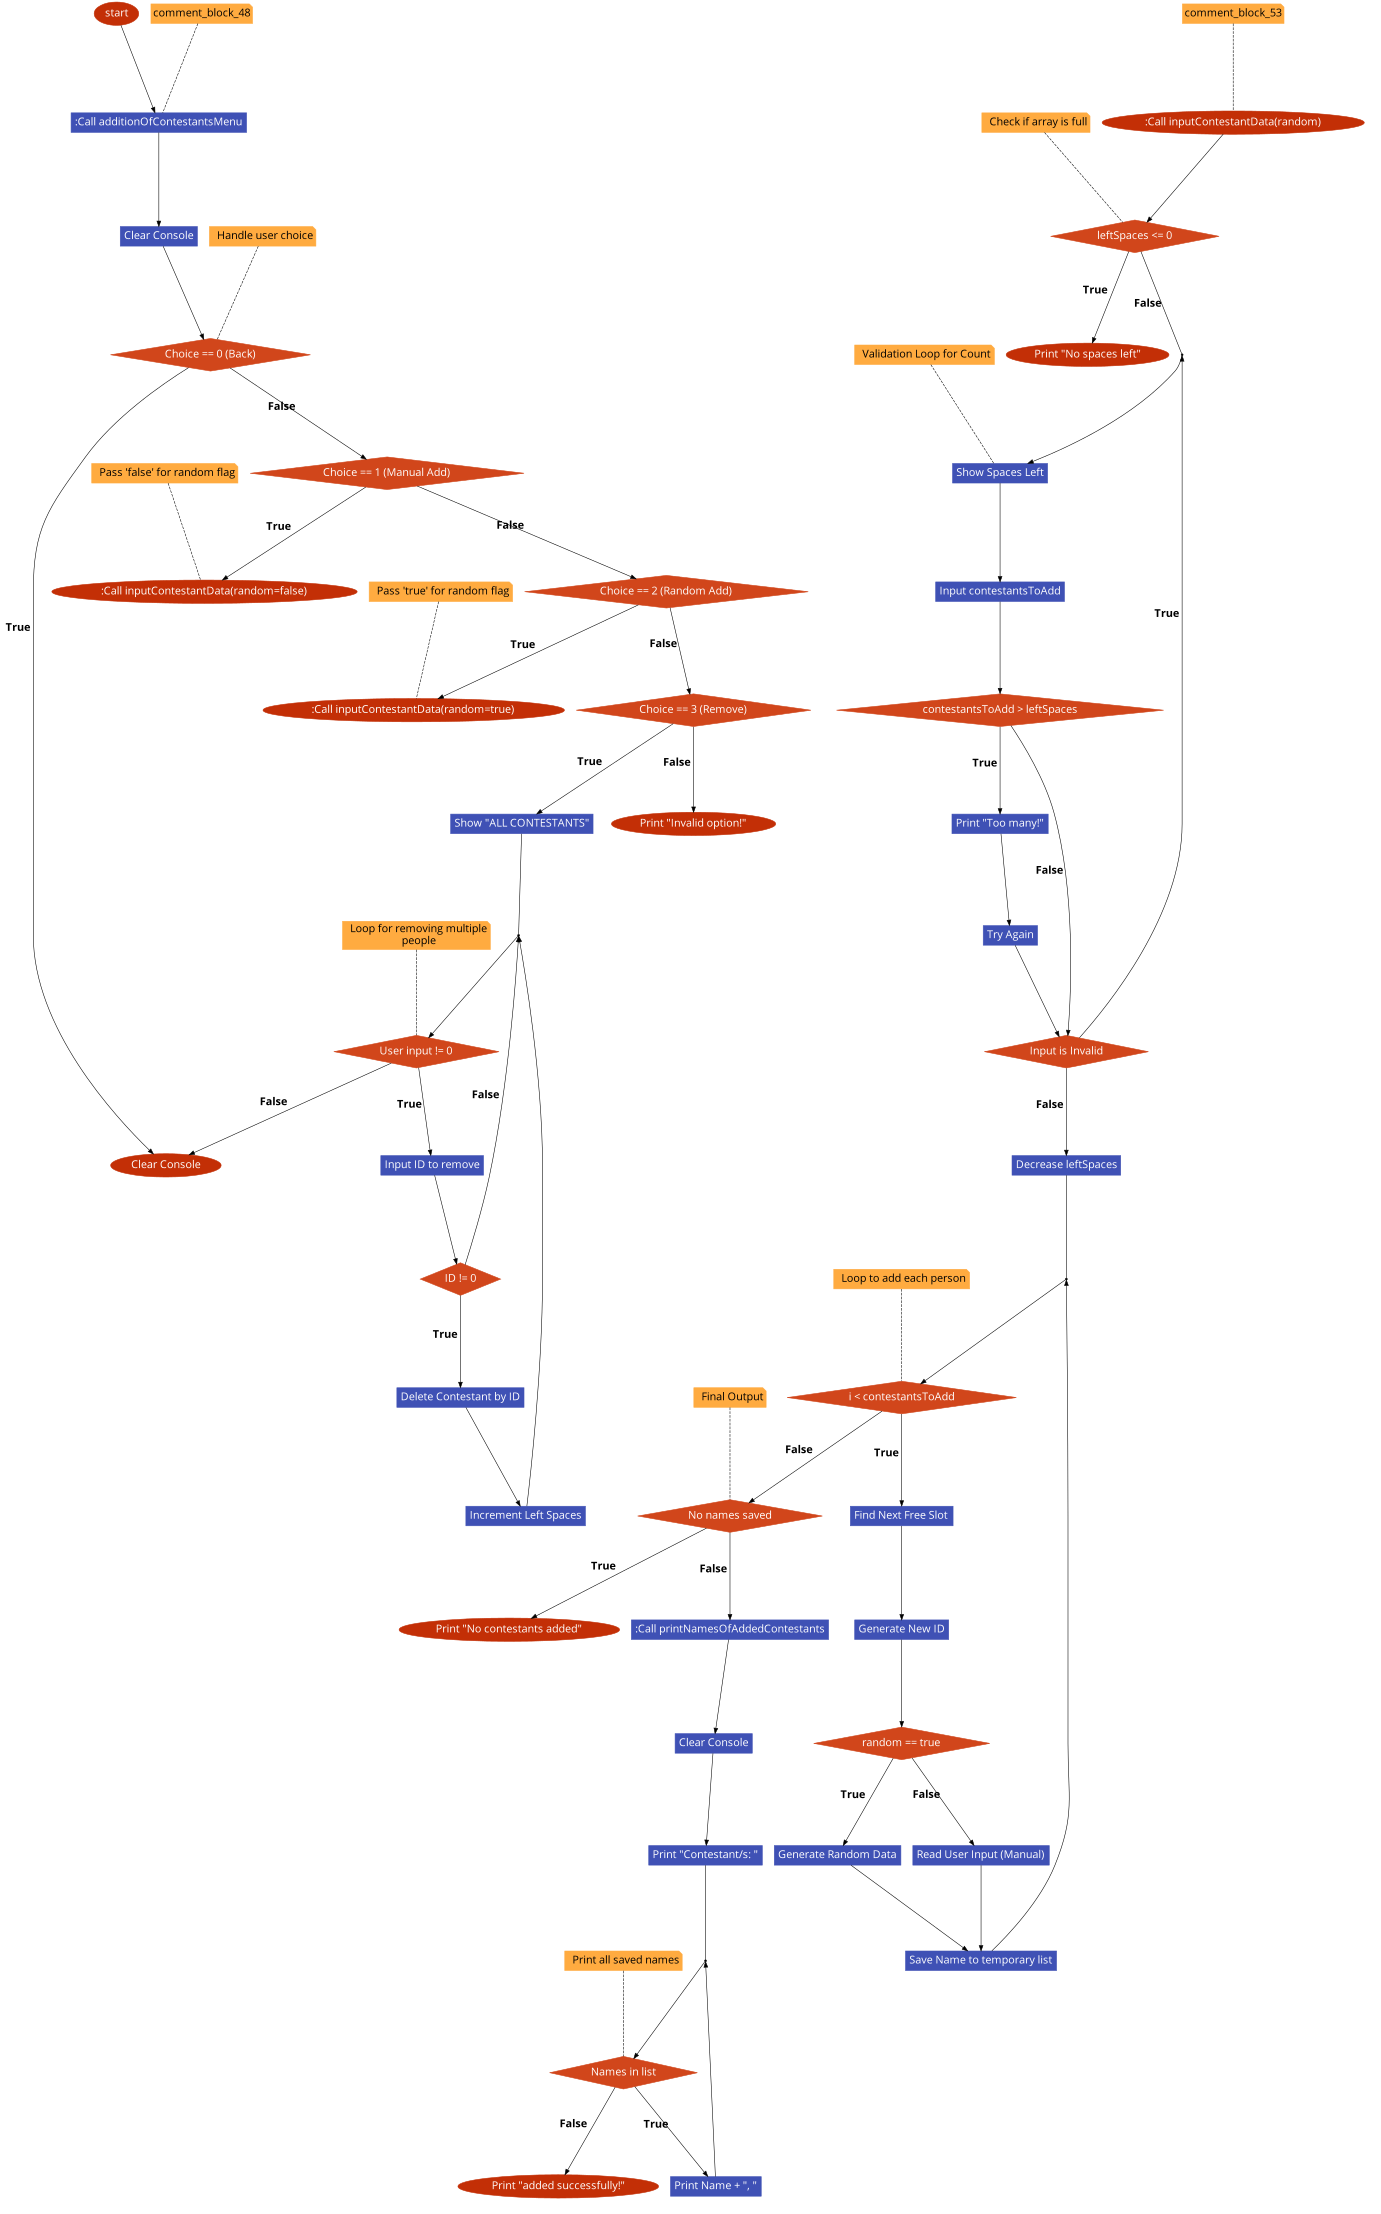 start
comment_block_48
comment_block_53
:Call additionOfContestantsMenu
Check if array is full
:Call inputContestantData(random)
Clear Console
Handle user choice
leftSpaces <= 0
True
False
Choice == 0 (Back)
Validation Loop for Count
Print "No spaces left"
False
Pass 'false' for random flag
Choice == 1 (Manual Add)
Show Spaces Left
True
False
:Call inputContestantData(random=false)
Pass 'true' for random flag
Choice == 2 (Random Add)
Input contestantsToAdd
True
True
True
False
:Call inputContestantData(random=true)
Choice == 3 (Remove)
contestantsToAdd > leftSpaces
True
False
True
Show "ALL CONTESTANTS"
Print "Invalid option!"
Print "Too many!"
False
Loop for removing multiple
people
Try Again
User input != 0
Input is Invalid
False
True
False
False
Clear Console
Input ID to remove
Decrease leftSpaces
ID != 0
Loop to add each person
True
Delete Contestant by ID
Final Output
i < contestantsToAdd
False
True
Increment Left Spaces
No names saved
Find Next Free Slot
True
False
Print "No contestants added"
:Call printNamesOfAddedContestants
Generate New ID
Clear Console
random == true
True
False
Print "Contestant/s: "
Generate Random Data
Read User Input (Manual)
Print all saved names
Save Name to temporary list
Names in list
False
True
Print "added successfully!"
Print Name + ", "